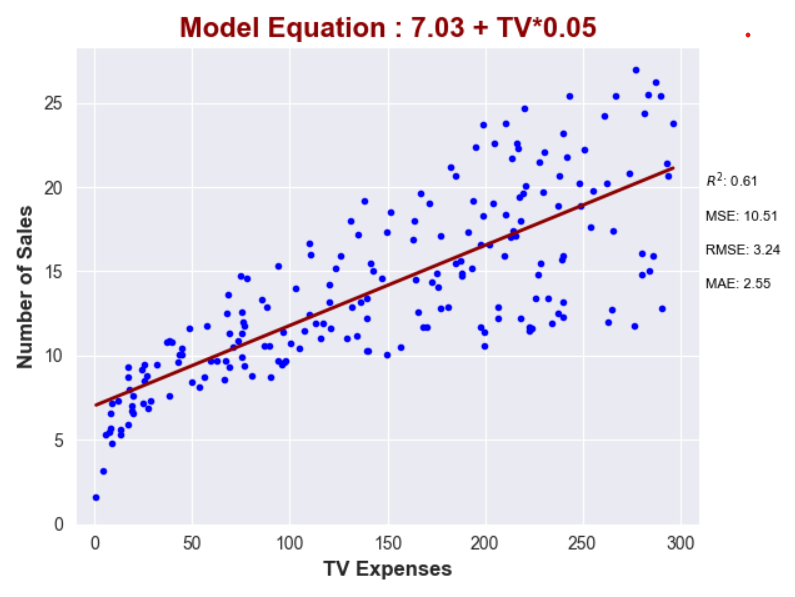 Model Equation : 7.03 + TV*0.05
Number of Sales
25
20
15
10
5
0
0 50 100 150 200 250 300
TV Expenses
R²: 0.61
MSE: 10.51
RMSE: 3.24
MAE: 2.55